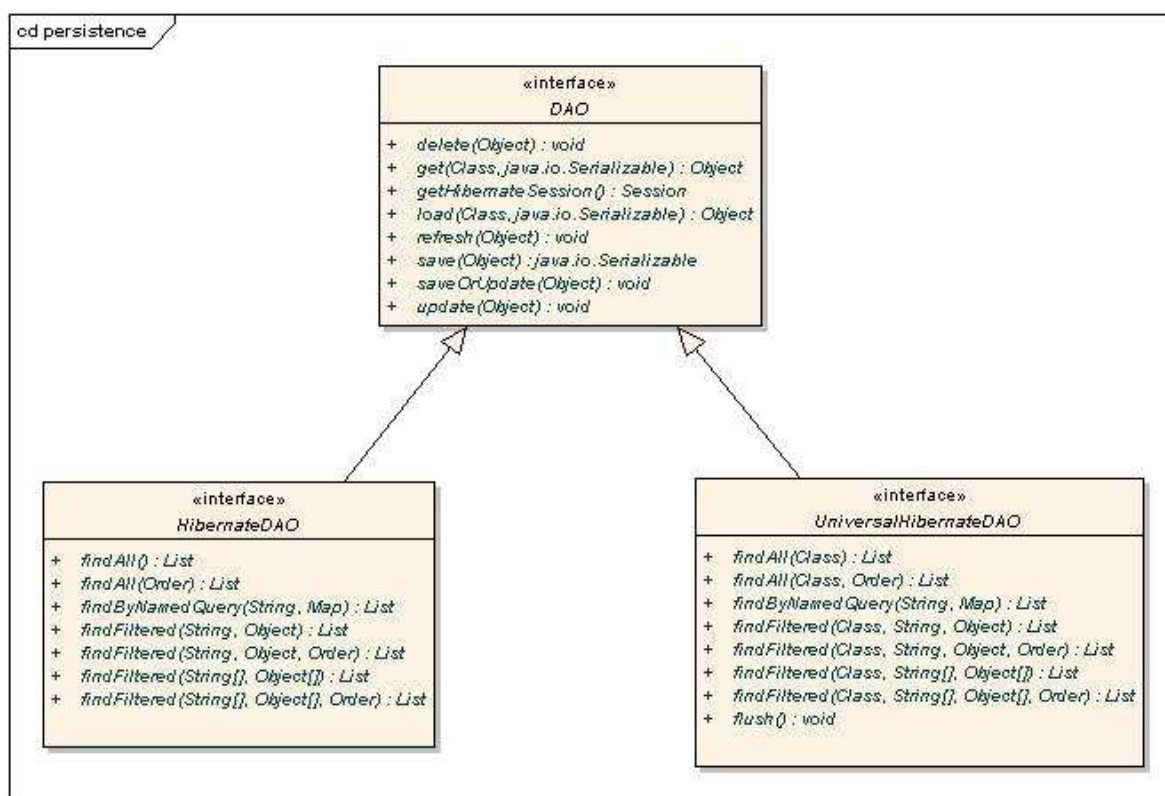 cd persistence
«interface»
DAO
+ delete(Object) : void
+ get(Class, java.io.Serializable) : Object
+ getHibernateSession() : Session
+ load(Class, java.io.Serializable) : Object
+ refresh(Object) : void
+ save(Object) : java.io.Serializable
+ saveOrUpdate(Object) : void
+ update(Object) : void
«interface»
HibernateDAO
+ findAll() : List
+ findAll(Order) : List
+ findByNamedQuery(String, Map) : List
+ findFiltered(String, Object) : List
+ findFiltered(String, Object, Order) : List
+ findFiltered(String[], Object[]) : List
+ findFiltered(String[], Object[], Order) : List
«interface»
UniversalHibernateDAO
+ findAll(Class) : List
+ findAll(Class, Order) : List
+ findByNamedQuery(String, Map) : List
+ findFiltered(Class, String, Object) : List
+ findFiltered(Class, String, Object, Order) : List
+ findFiltered(Class, String[], Object[]) : List
+ findFiltered(Class, String[], Object[], Order) : List
+ flush() : void